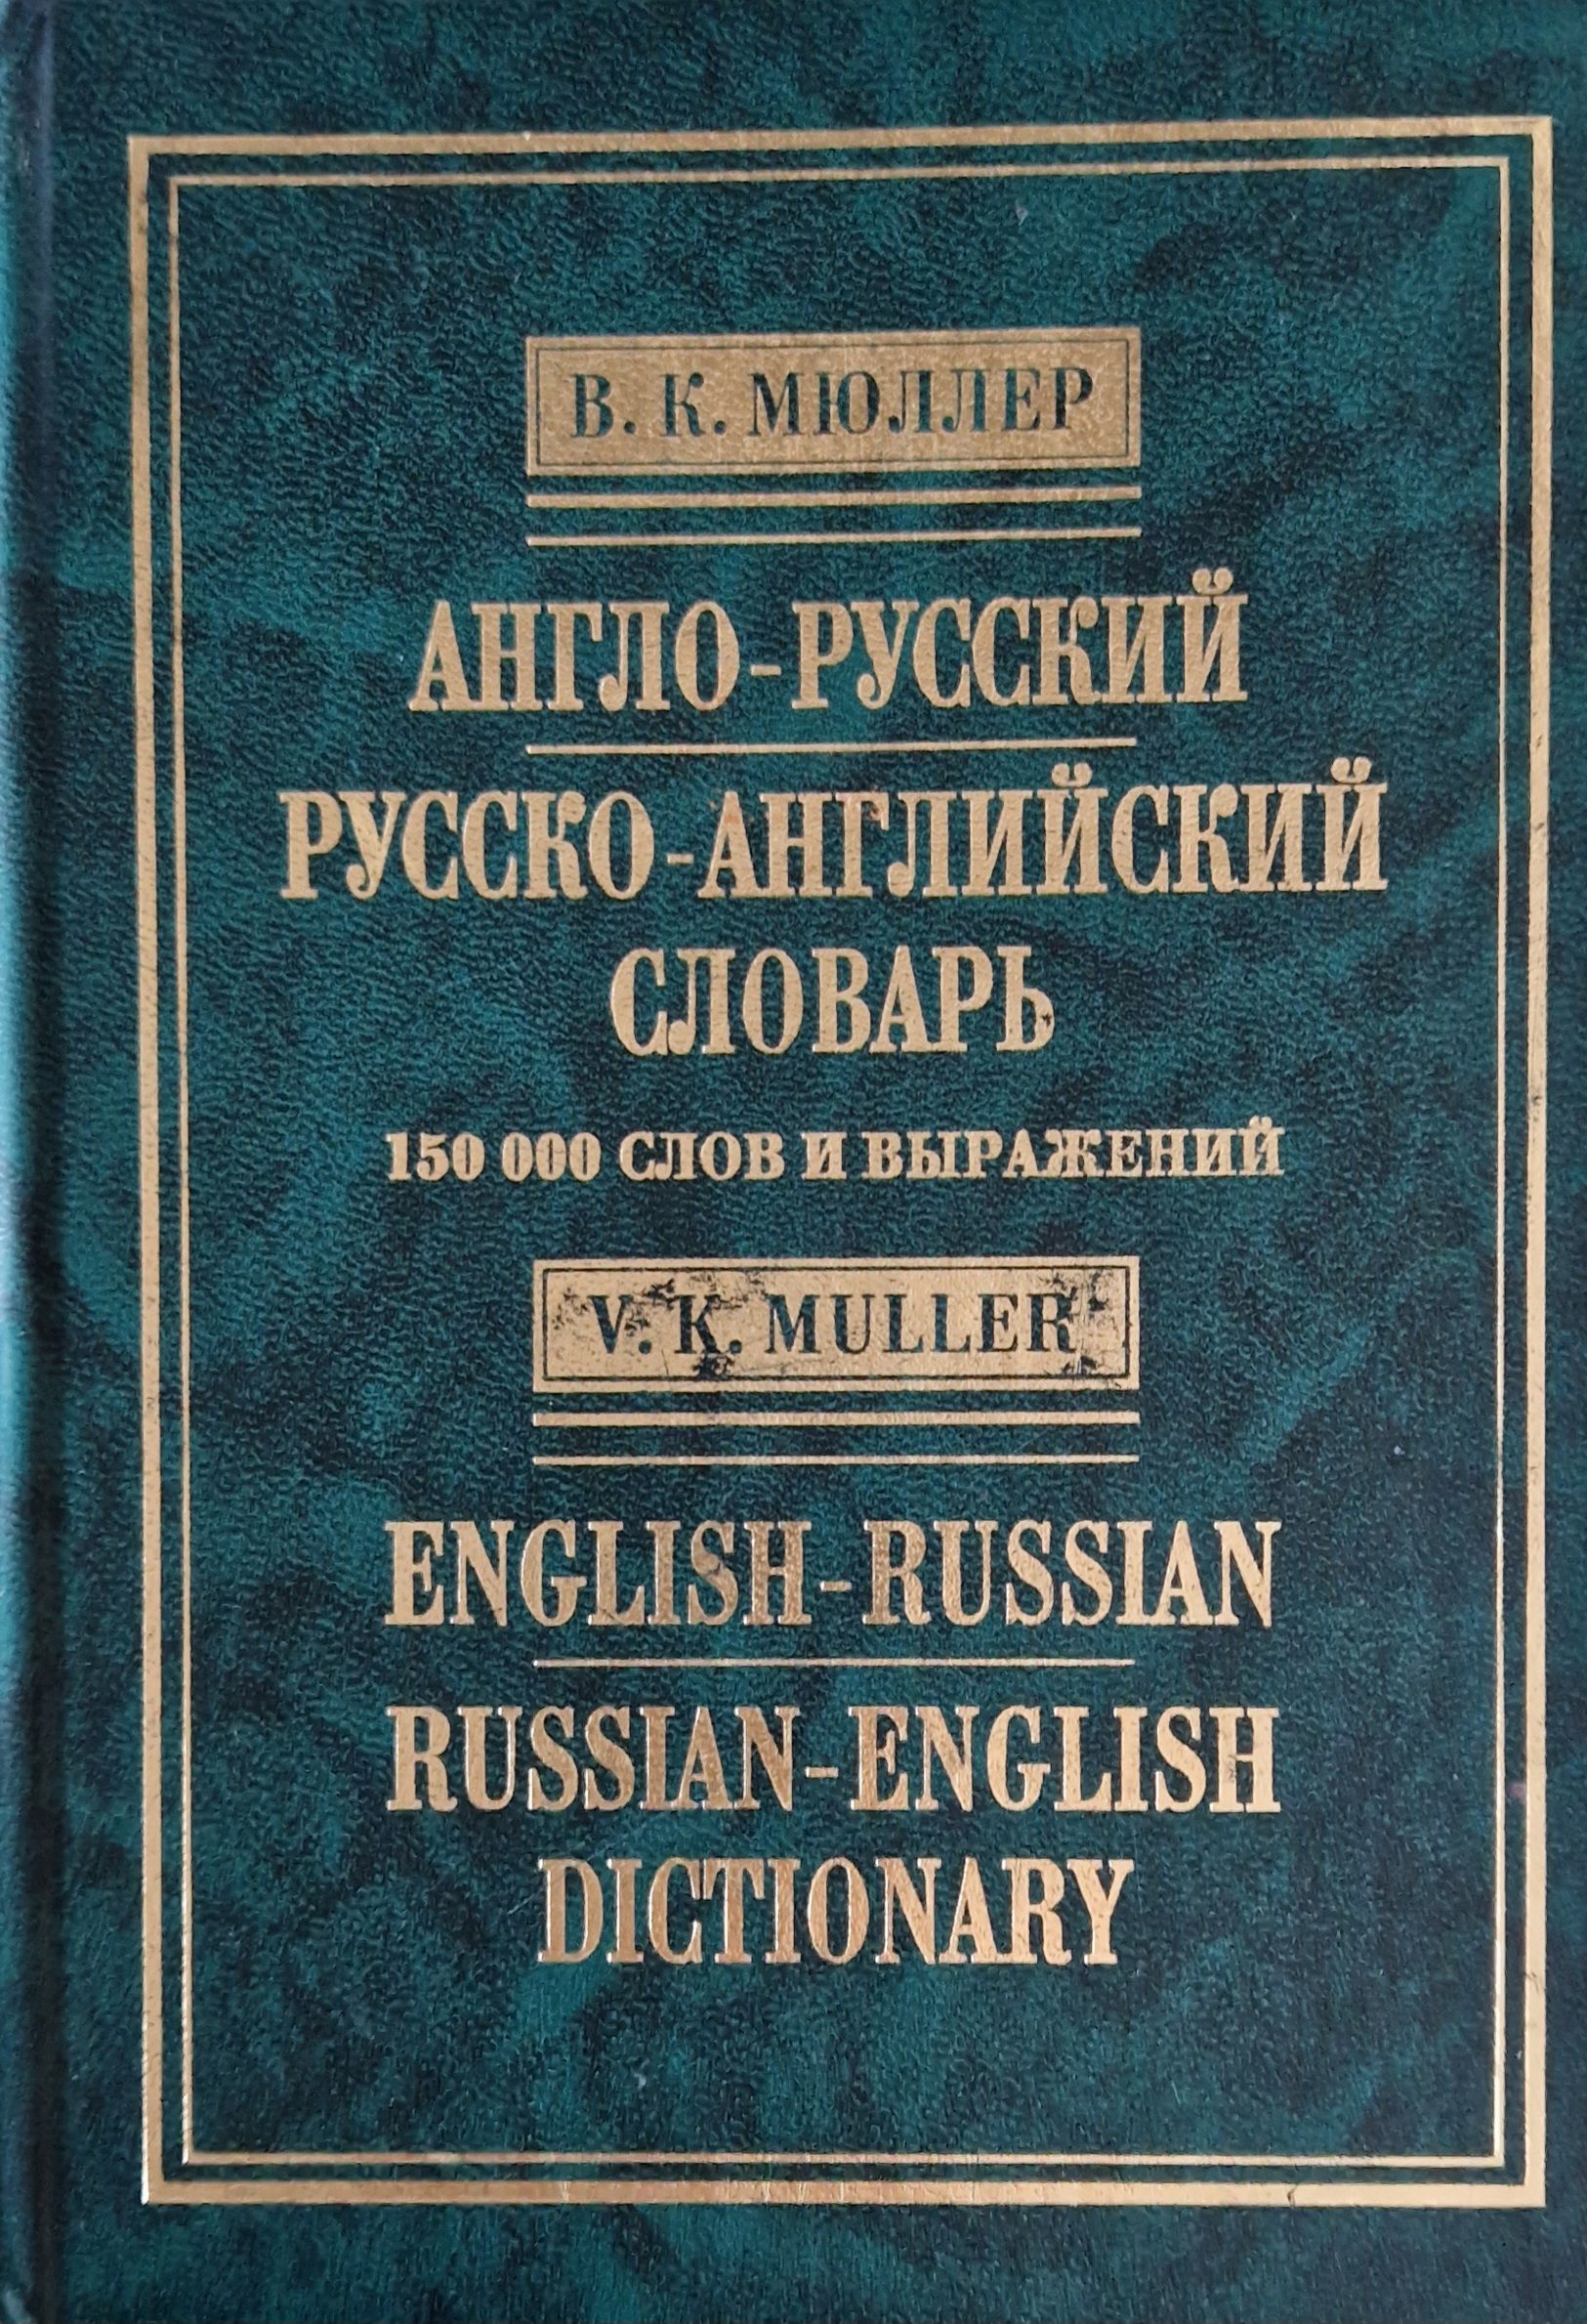 В. К. МЮЛЛЕР
АНГЛО-РУССКИЙ
РУССКО-АНГЛИЙСКИЙ
СЛОВАРЬ
150 000 СЛОВ И ВЫРАЖЕНИЙ
V. K. MULLER
ENGLISH-RUSSIAN
RUSSIAN-ENGLISH
DICTIONARY